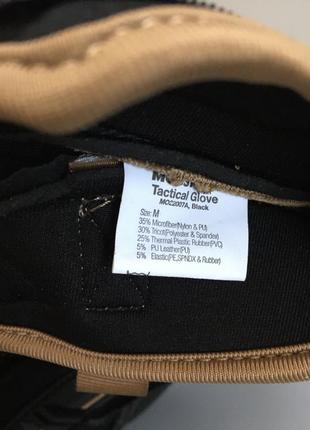 Tactical Glove
MOC2007A, Black
Size: M
35% Microfiber(Nylon & PU)
30% Tricot(Polyester & Spandex)
25% Thermal Plastic Rubber(PVC)
5% PU Leather(PU)
5% Elastic(PE,SPNDX & Rubber)